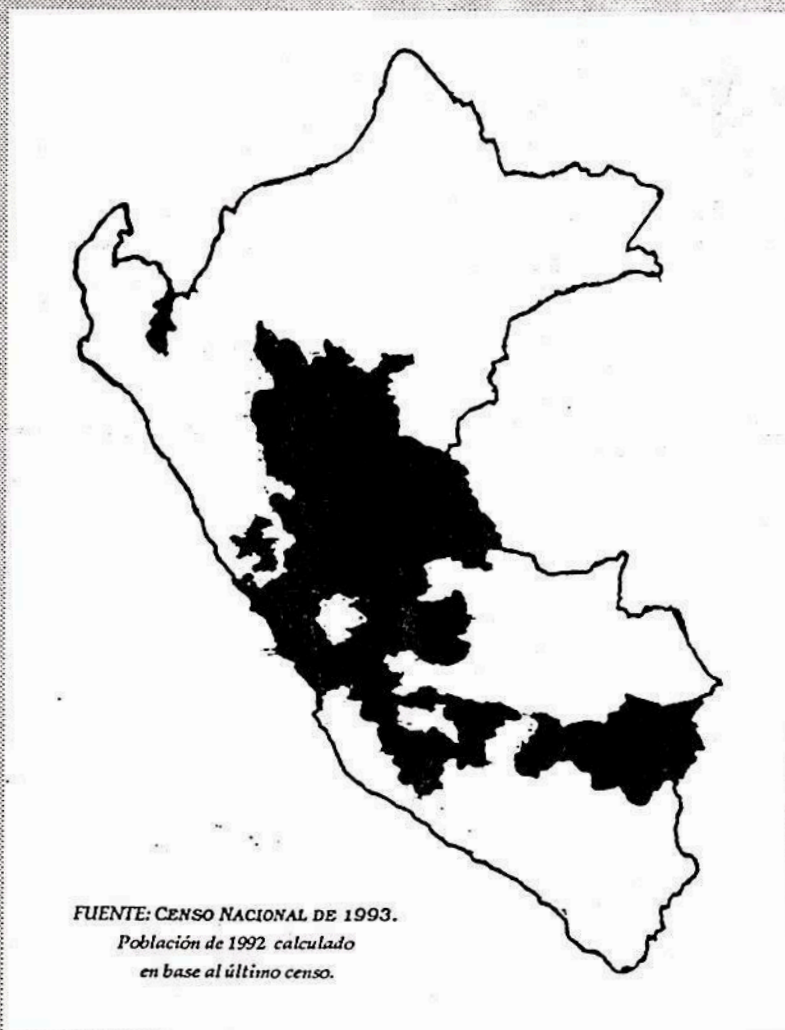 FUENTE: CENSO NACIONAL DE 1993.
Población de 1992 calculado
en base al último censo.